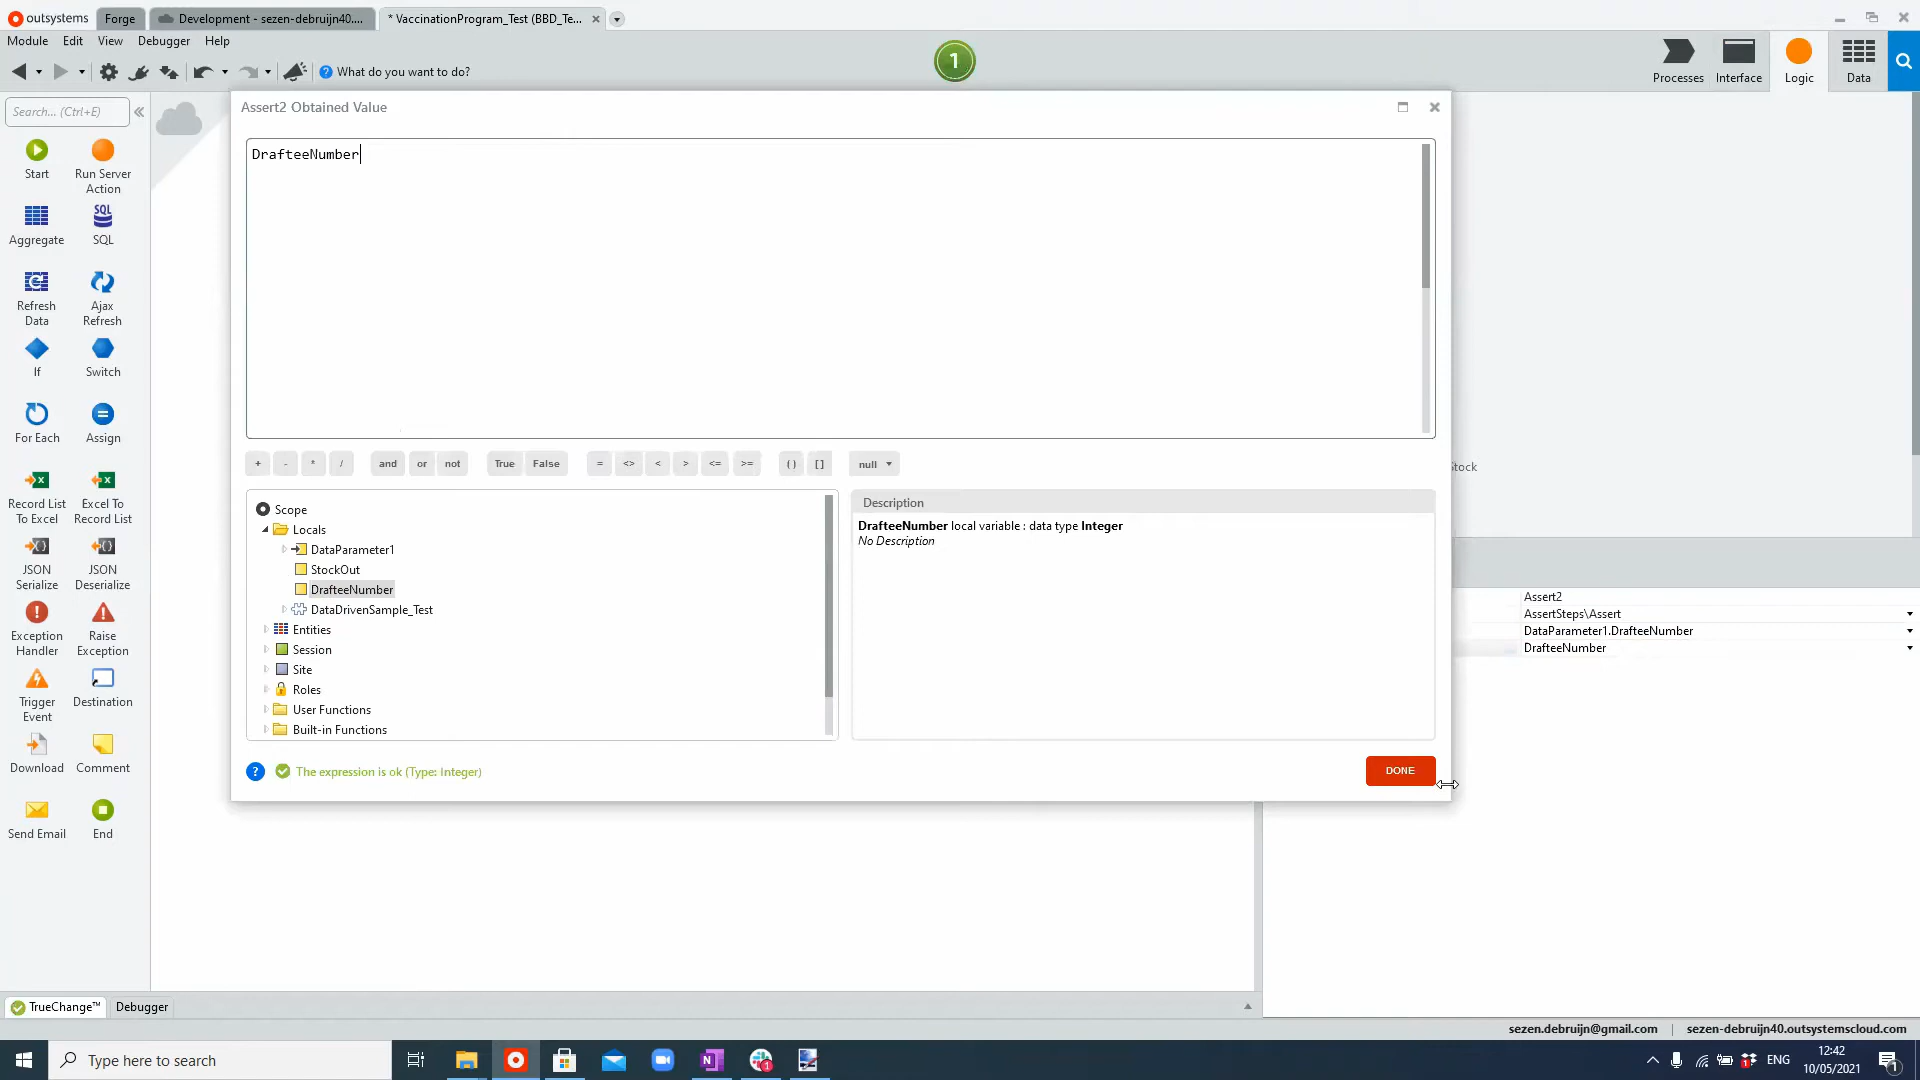 outsystems
Forge
Development - sezen-debruijn40....
* VaccinationProgram_Test (BBD_Te...
Module Edit View Debugger Help
What do you want to do?
1
Processes
Interface
Logic
Data
Search... (Ctrl+E)
Start
Run Server
Action
Aggregate
SQL
SQL
Refresh
Data
Ajax
Refresh
If
Switch
For Each
Assign
Record List
To Excel
Excel To
Record List
JSON
Serialize
JSON
Deserialize
Exception
Handler
Raise
Exception
Trigger
Event
Destination
Download
Comment
Send Email
End
Assert2 Obtained Value
DrafteeNumber
+ - * / and or not True False = <> < > <= >= ( ) [ ] null
Scope
Locals
DataParameter1
StockOut
DrafteeNumber
DataDrivenSample_Test
Entities
Session
Site
Roles
User Functions
Built-in Functions
Description
DrafteeNumber local variable : data type Integer
No Description
? The expression is ok (Type: Integer)
DONE
tock
Assert2
AssertSteps\Assert
DataParameter1.DrafteeNumber
DrafteeNumber
TrueChange™
Debugger
sezen.debruijn@gmail.com | sezen-debruijn40.outsystemscloud.com
Type here to search
ENG
12:42
10/05/2021